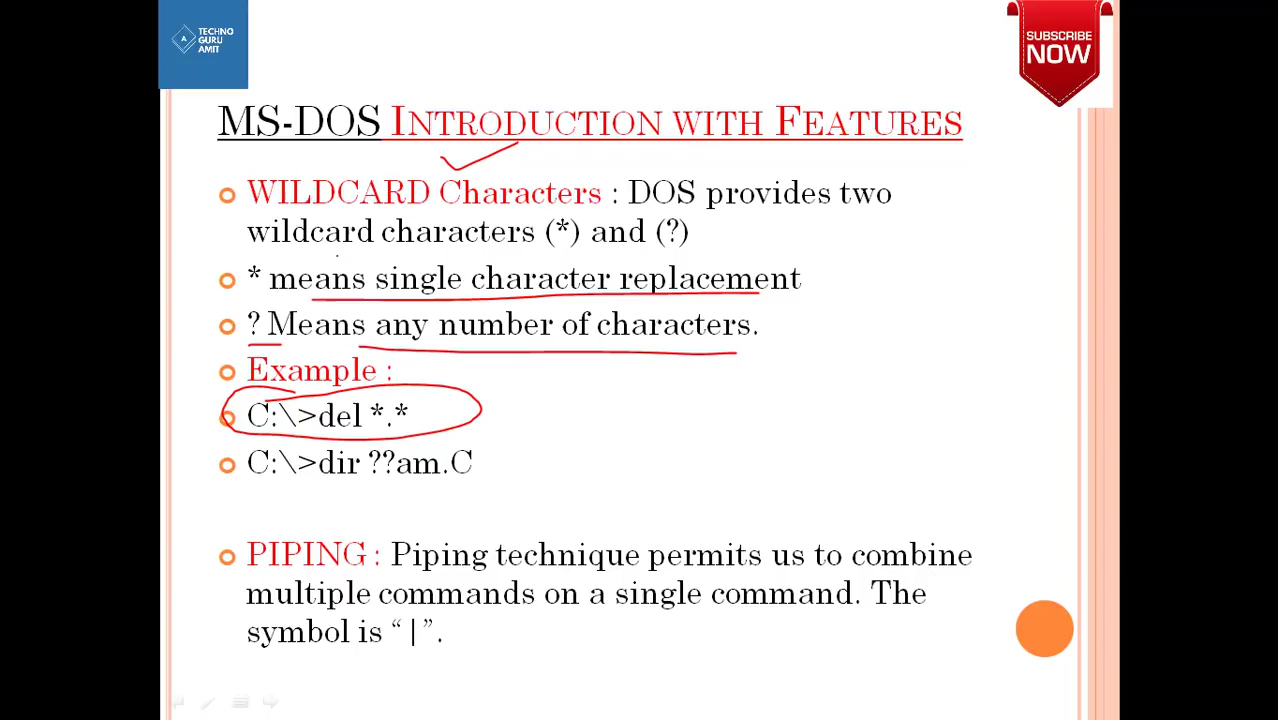 TECHNO
GURU
AMIT
A
SUBSCRIBE
NOW
MS-DOS INTRODUCTION WITH FEATURES
WILDCARD Characters : DOS provides two
wildcard characters (*) and (?)
* means single character replacement
? Means any number of characters.
Example :
C:\>del *.*
C:\>dir ??am.C
PIPING : Piping technique permits us to combine
multiple commands on a single command. The
symbol is “|”.